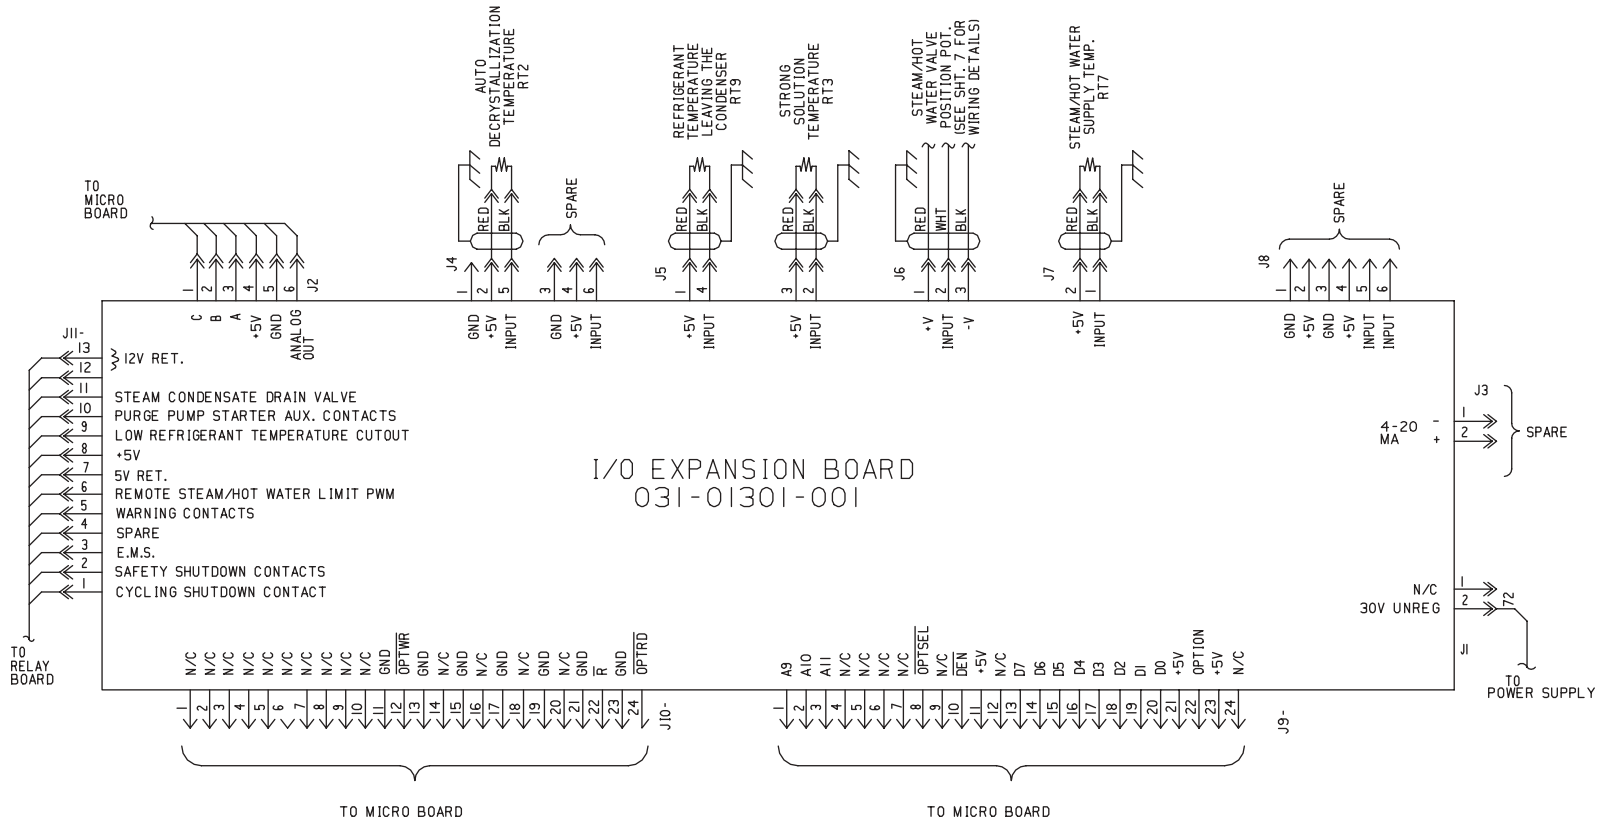 AUTO
DECRYSTALLIZATION
TEMPERATURE
RT2
REFRIGERANT
TEMPERATURE
LEAVING THE
CONDENSER
RT9
STRONG
SOLUTION
TEMPERATURE
RT3
STEAM/HOT
WATER VALVE
POSITION POT.
(SEE SHT. 7 FOR
WIRING DETAILS)
STEAM/HOT WATER
SUPPLY TEMP.
RT7
TO
MICRO
BOARD
SPARE
SPARE
RED
BLK
RED
BLK
RED
BLK
RED
WHT
BLK
RED
BLK
J2
1 2 3 4 5 6
C
B
A
+5V
GND
ANALOG
OUT
J4
1 2 5
GND
+5V
INPUT
3 4 6
GND
+5V
INPUT
J5
1 4
+5V
INPUT
3 2
+5V
INPUT
J6
1 2 3
+V
INPUT
-V
J7
2 1
+5V
INPUT
J8
1 2 3 4 5 6
GND
+5V
GND
+5V
INPUT
INPUT
J11-
13 12V RET.
12
11 STEAM CONDENSATE DRAIN VALVE
10 PURGE PUMP STARTER AUX. CONTACTS
9 LOW REFRIGERANT TEMPERATURE CUTOUT
8 +5V
7 5V RET.
6 REMOTE STEAM/HOT WATER LIMIT PWM
5 WARNING CONTACTS
4 SPARE
3 E.M.S.
2 SAFETY SHUTDOWN CONTACTS
1 CYCLING SHUTDOWN CONTACT
TO
RELAY
BOARD
I/O EXPANSION BOARD
031-01301-001
J3
4-20 - 1
MA + 2
SPARE
N/C 1
30V UNREG 2
72
J1
TO
POWER SUPPLY
N/C
N/C
N/C
N/C
N/C
N/C
N/C
N/C
N/C
N/C
GND
OPTWR
GND
N/C
GND
N/C
GND
N/C
GND
N/C
GND
R
GND
OPTRD
1 2 3 4 5 6 7 8 9 10 11 12 13 14 15 16 17 18 19 20 21 22 23 24
J10-
TO MICRO BOARD
A9
A10
A11
N/C
N/C
N/C
N/C
OPTSEL
N/C
DEN
+5V
N/C
D7
D6
D5
D4
D3
D2
D1
D0
+5V
OPTION
+5V
N/C
1 2 3 4 5 6 7 8 9 10 11 12 13 14 15 16 17 18 19 20 21 22 23 24
J9-
TO MICRO BOARD